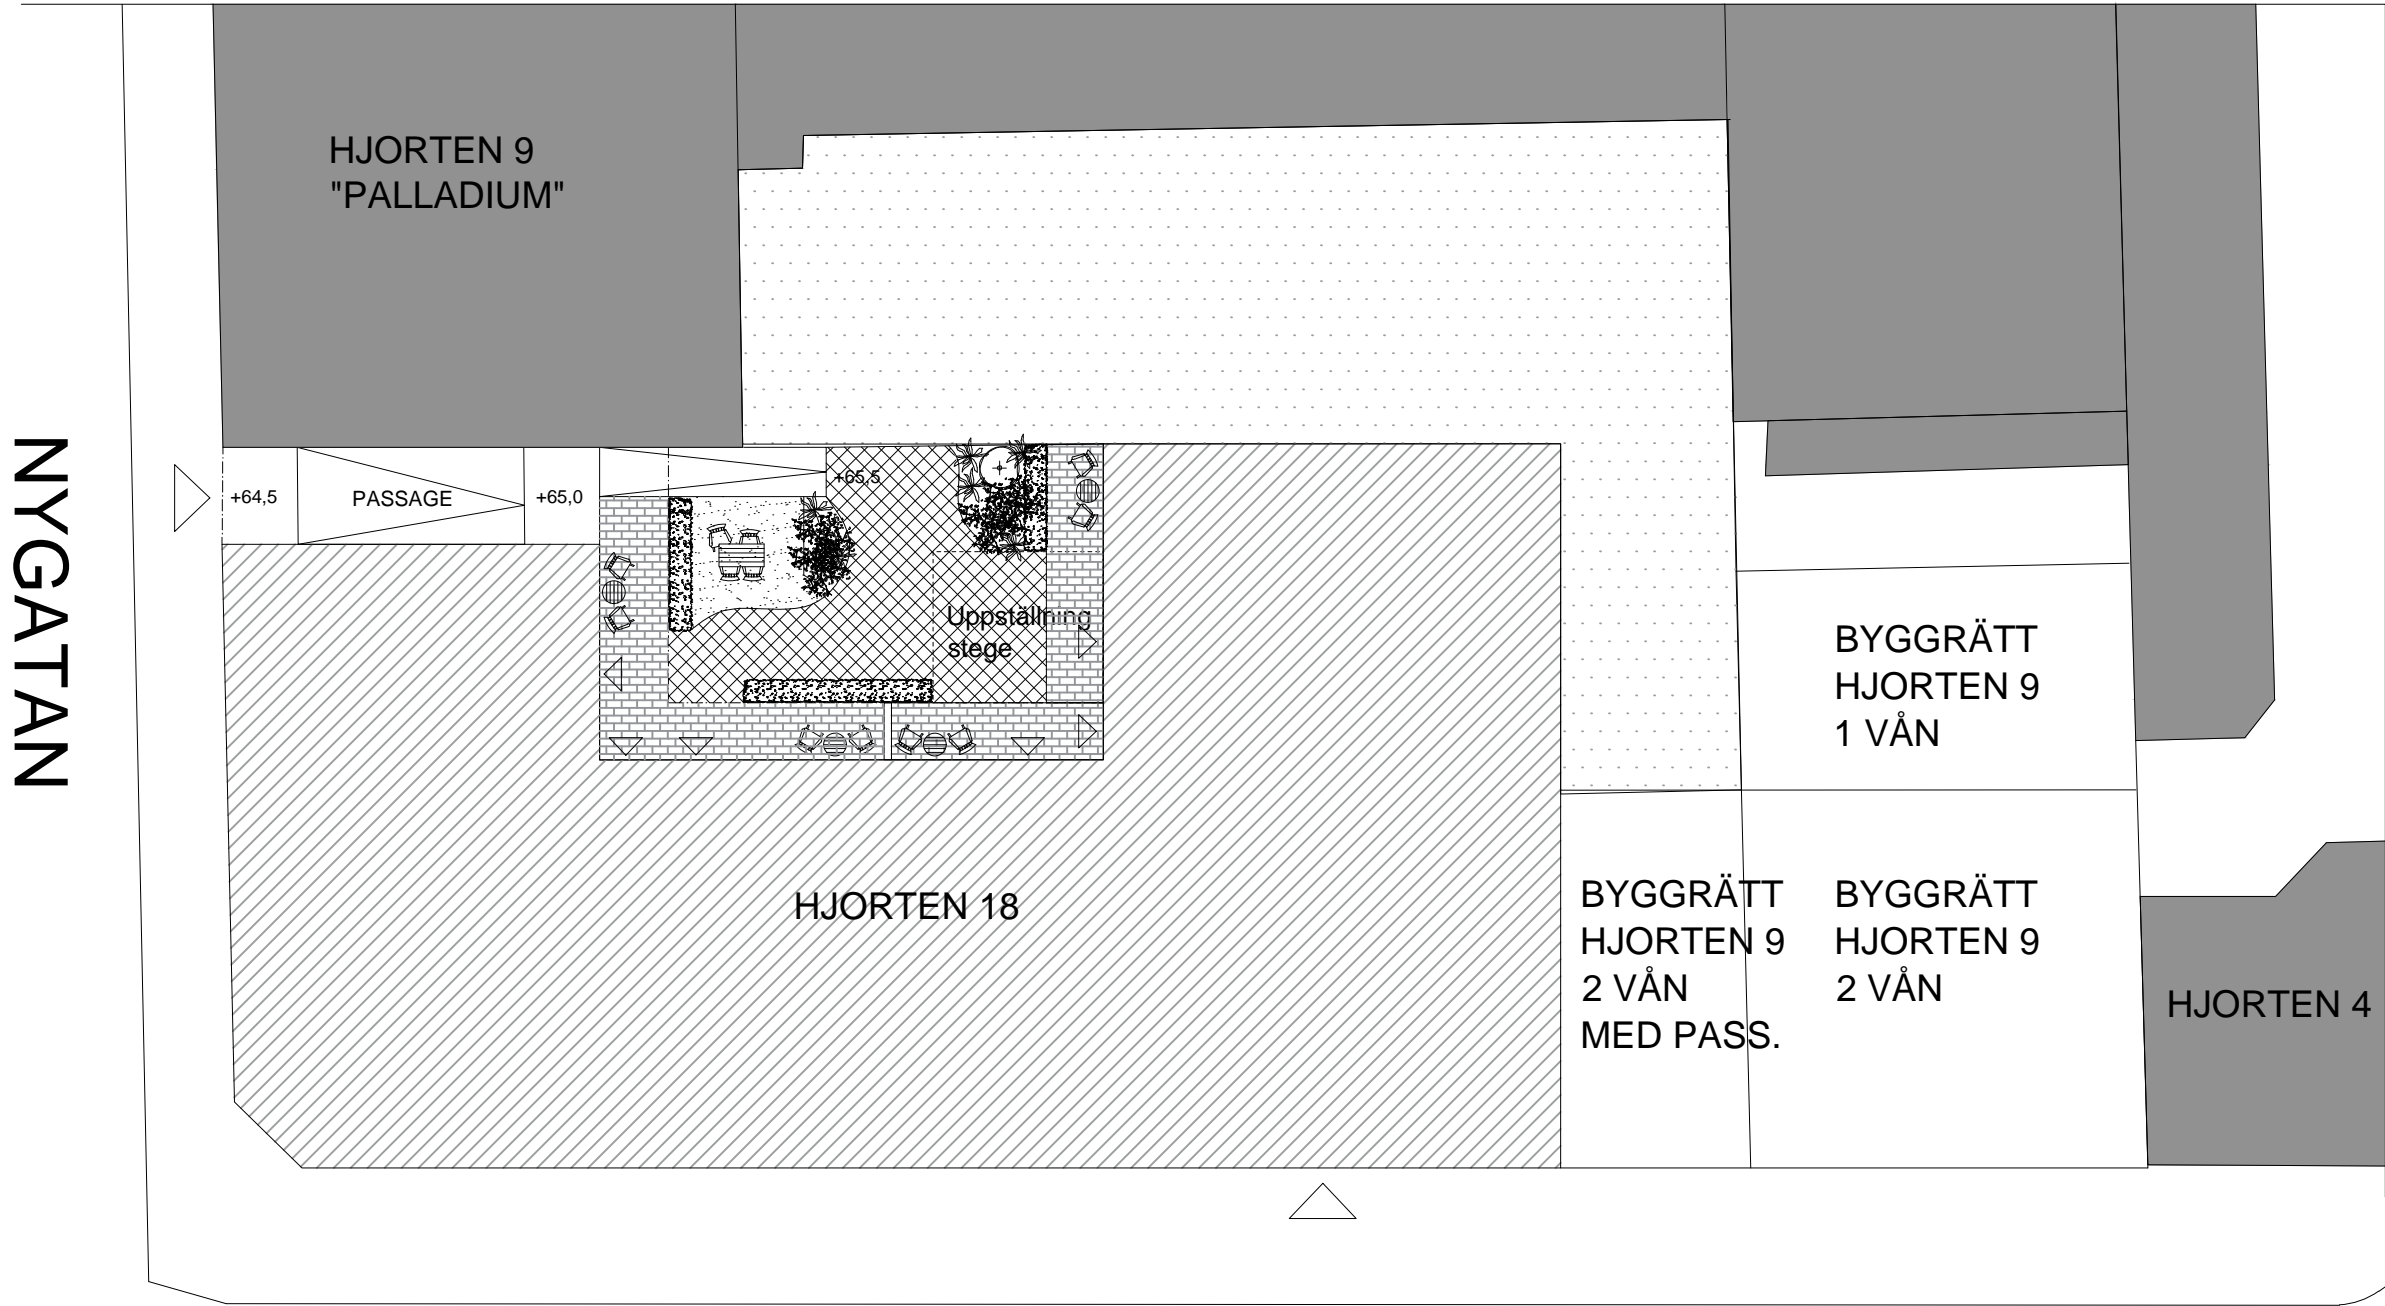 HJORTEN 9
"PALLADIUM"
NYGATAN
+64,5
PASSAGE
+65,0
+65,5
Uppställning
stege
HJORTEN 18
BYGGRÄTT
HJORTEN 9
1 VÅN
BYGGRÄTT
HJORTEN 9
2 VÅN
MED PASS.
BYGGRÄTT
HJORTEN 9
2 VÅN
HJORTEN 4